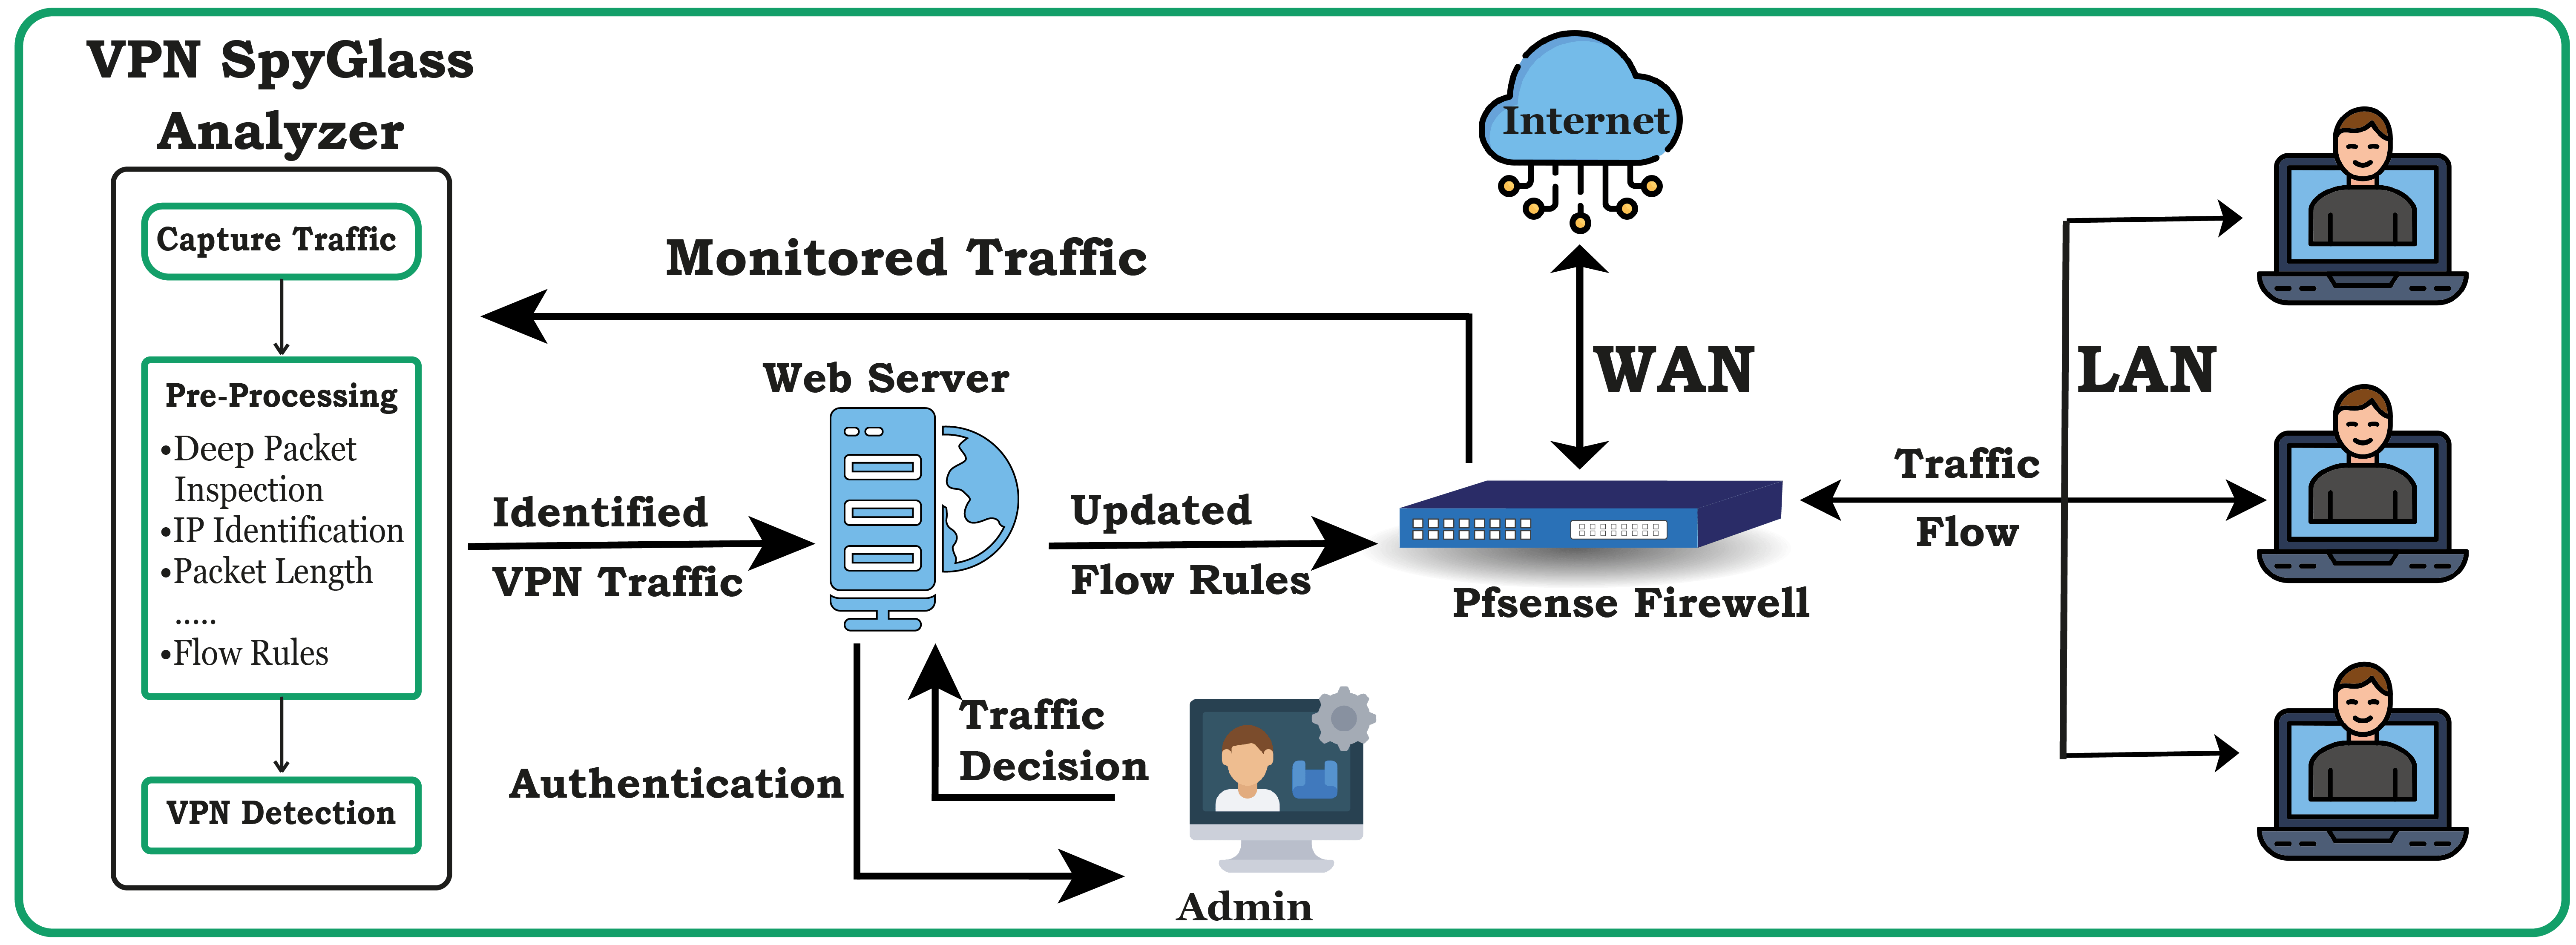 VPN SpyGlass
Analyzer
Capture Traffic
Pre-Processing
•Deep Packet
Inspection
•IP Identification
•Packet Length
.....
•Flow Rules
VPN Detection
Monitored Traffic
Identified
VPN Traffic
Web Server
Updated
Flow Rules
Authentication
Traffic
Decision
Admin
Internet
WAN
Pfsense Firewell
Traffic
Flow
LAN